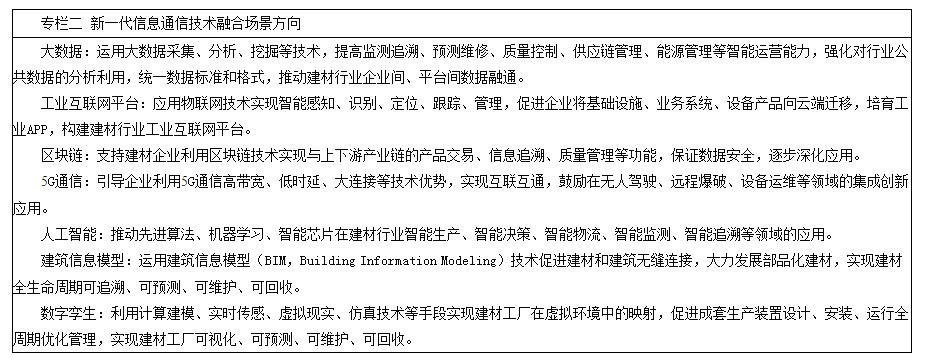 专栏二 新一代信息通信技术融合场景方向
大数据：运用大数据采集、分析、挖掘等技术，提高监测追溯、预测维修、质量控制、供应链管理、能源管理等智能运营能力，强化对行业公
共数据的分析利用，统一数据标准和格式，推动建材行业企业间、平台间数据融通。
工业互联网平台：应用物联网技术实现智能感知、识别、定位、跟踪、管理，促进企业将基础设施、业务系统、设备产品向云端迁移，培育工
业APP，构建建材行业工业互联网平台。
区块链：支持建材企业利用区块链技术实现与上下游产业链的产品交易、信息追溯、质量管理等功能，保证数据安全，逐步深化应用。
5G通信：引导企业利用5G通信高带宽、低时延、大连接等技术优势，实现互联互通，鼓励在无人驾驶、远程爆破、设备运维等领域的集成创新
应用。
人工智能：推动先进算法、机器学习、智能芯片在建材行业智能生产、智能决策、智能物流、智能监测、智能追溯等领域的应用。
建筑信息模型：运用建筑信息模型（BIM，Building Information Modeling）技术促进建材和建筑无缝连接，大力发展部品化建材，实现建材
全生命周期可追溯、可预测、可维护、可回收。
数字孪生：利用计算建模、实时传感、虚拟现实、仿真技术等手段实现建材工厂在虚拟环境中的映射，促进成套生产装置设计、安装、运行全
周期优化管理，实现建材工厂可视化、可预测、可维护、可回收。